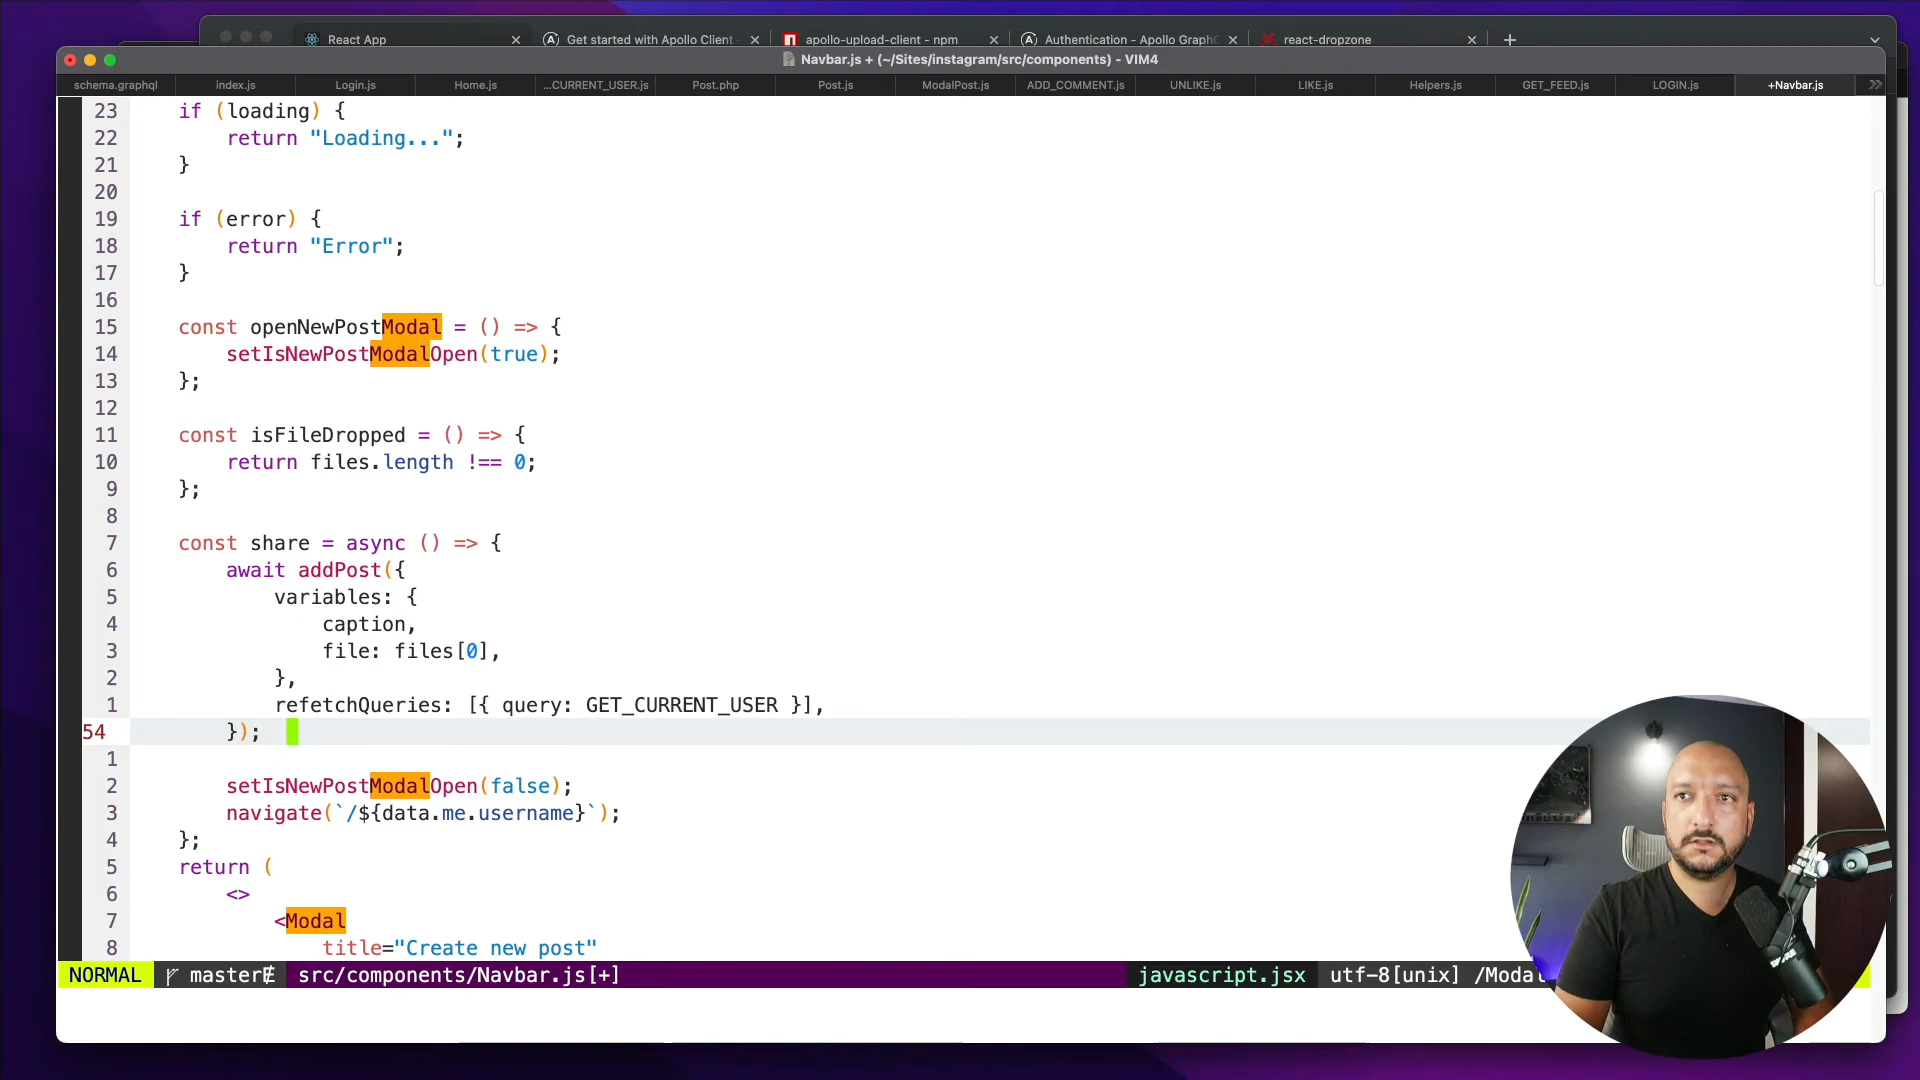 React App
Get started with Apollo Client
apollo-upload-client - npm
Authentication - Apollo GraphQ
react-dropzone
Navbar.js + (~/Sites/instagram/src/components) - VIM4
schema.graphql
index.js
Login.js
Home.js
...CURRENT_USER.js
Post.php
Post.js
ModalPost.js
ADD_COMMENT.js
UNLIKE.js
LIKE.js
Helpers.js
GET_FEED.js
LOGIN.js
+Navbar.js
23 if (loading) {
22 return "Loading...";
21 }
20
19 if (error) {
18 return "Error";
17 }
16
15 const openNewPostModal = () => {
14 setIsNewPostModalOpen(true);
13 };
12
11 const isFileDropped = () => {
10 return files.length !== 0;
9 };
8
7 const share = async () => {
6 await addPost({
5 variables: {
4 caption,
3 file: files[0],
2 },
1 refetchQueries: [{ query: GET_CURRENT_USER }],
54 });
1
2 setIsNewPostModalOpen(false);
3 navigate(`/${data.me.username}`);
4 };
5 return (
6 <>
7 <Modal
8 title="Create new post"
NORMAL master src/components/Navbar.js[+] javascript.jsx utf-8[unix] /Modal